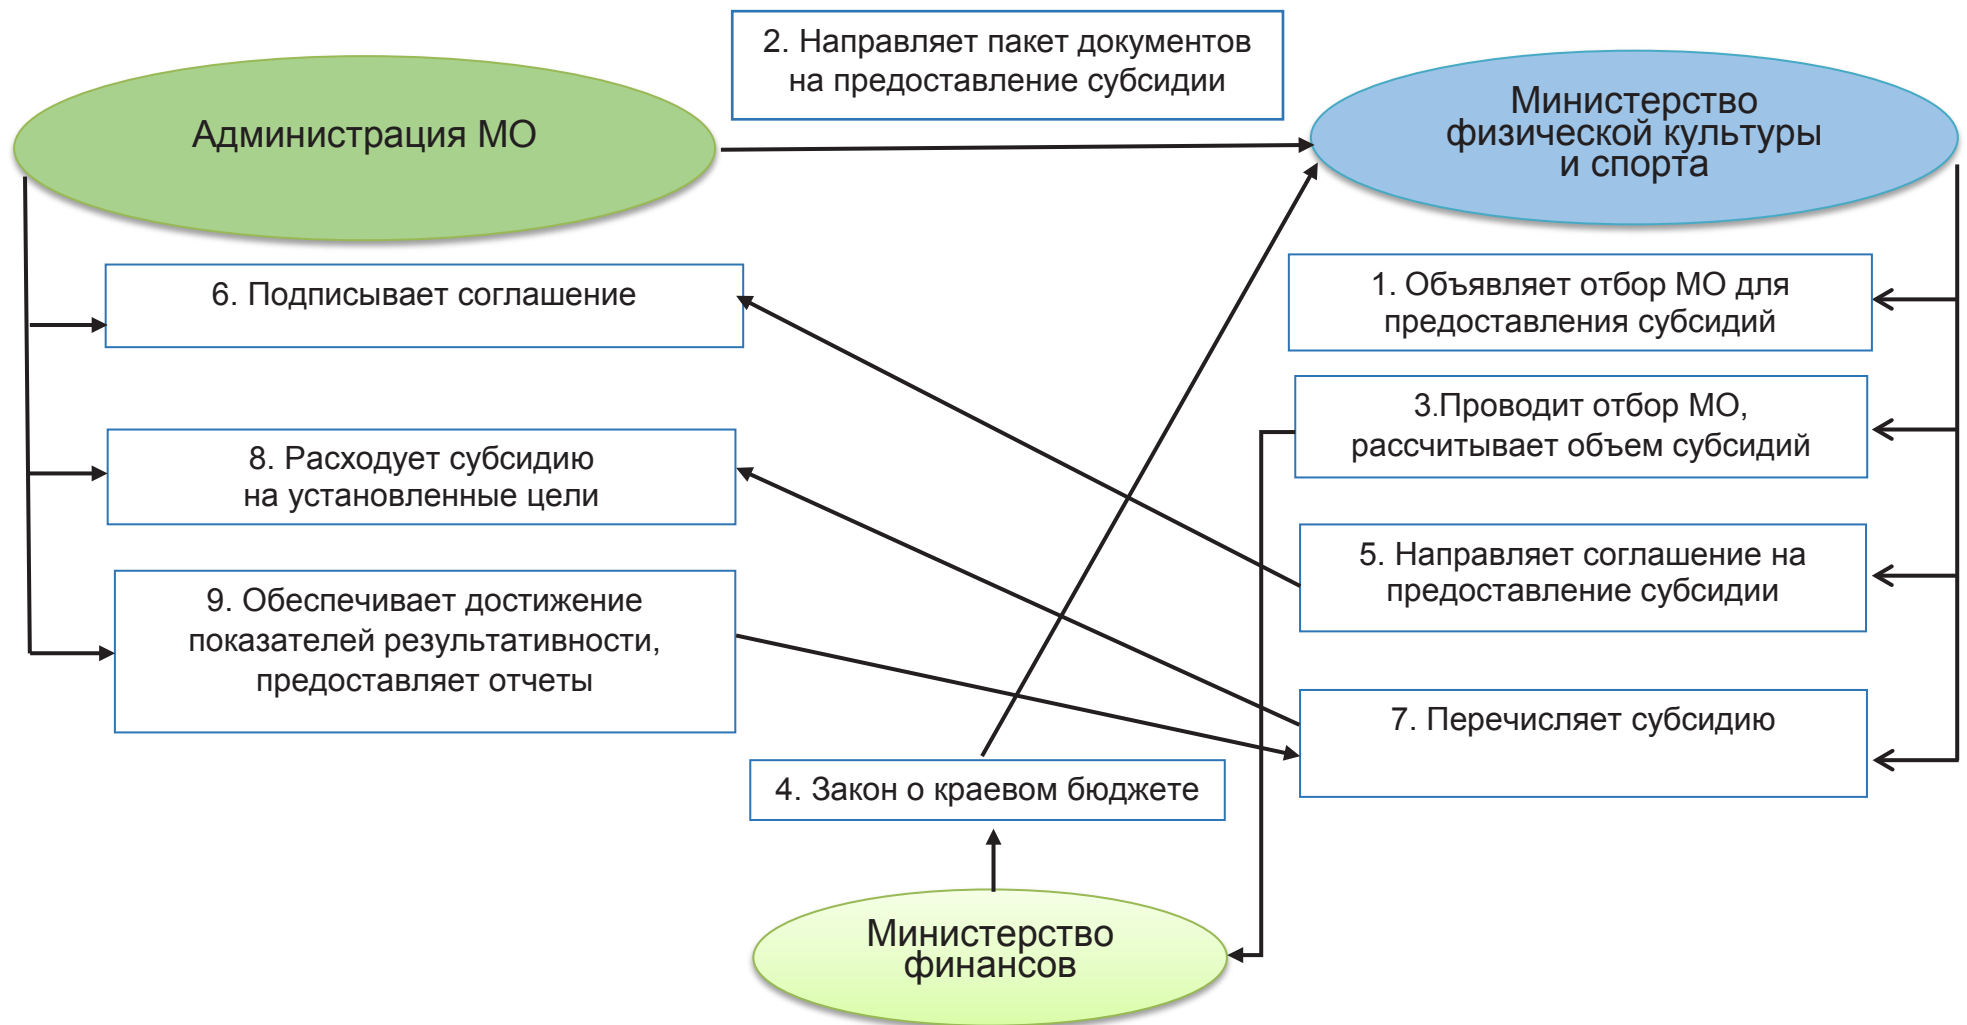 2. Направляет пакет документов
на предоставление субсидии
Администрация МО
Министерство
физической культуры
и спорта
6. Подписывает соглашение
1. Объявляет отбор МО для
предоставления субсидий
3.Проводит отбор МО,
рассчитывает объем субсидий
8. Расходует субсидию
на установленные цели
5. Направляет соглашение на
предоставление субсидии
9. Обеспечивает достижение
показателей результативности,
предоставляет отчеты
7. Перечисляет субсидию
4. Закон о краевом бюджете
Министерство
финансов